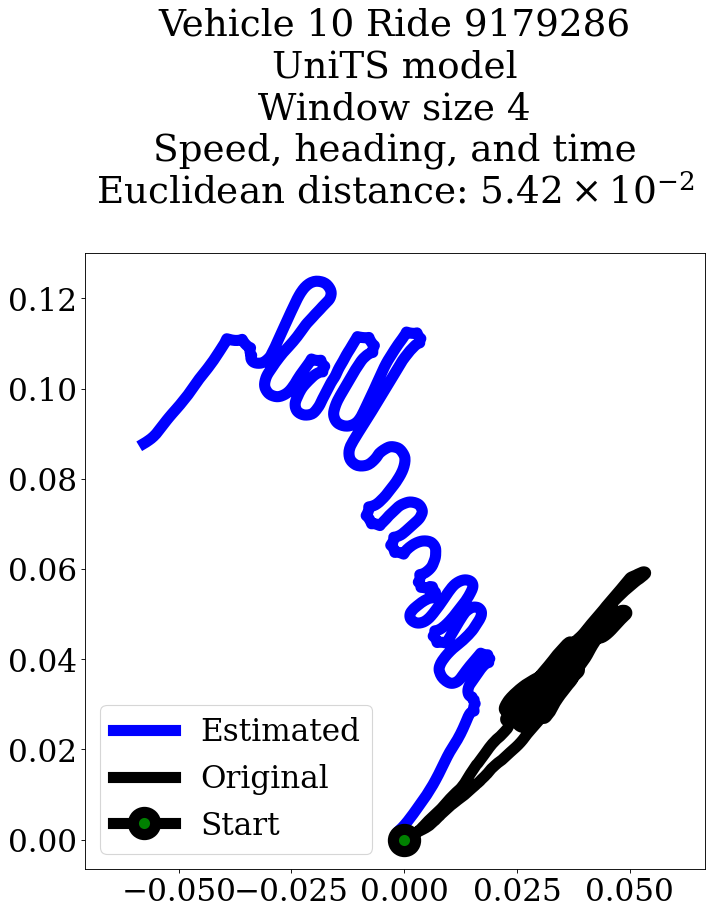 Vehicle 10 Ride 9179286
UniTS model
Window size 4
Speed, heading, and time
Euclidean distance: 5.42 × 10⁻²
0.12
0.10
0.08
0.06
0.04
0.02
0.00
Estimated
Original
Start
−0.050 −0.025 0.000 0.025 0.050